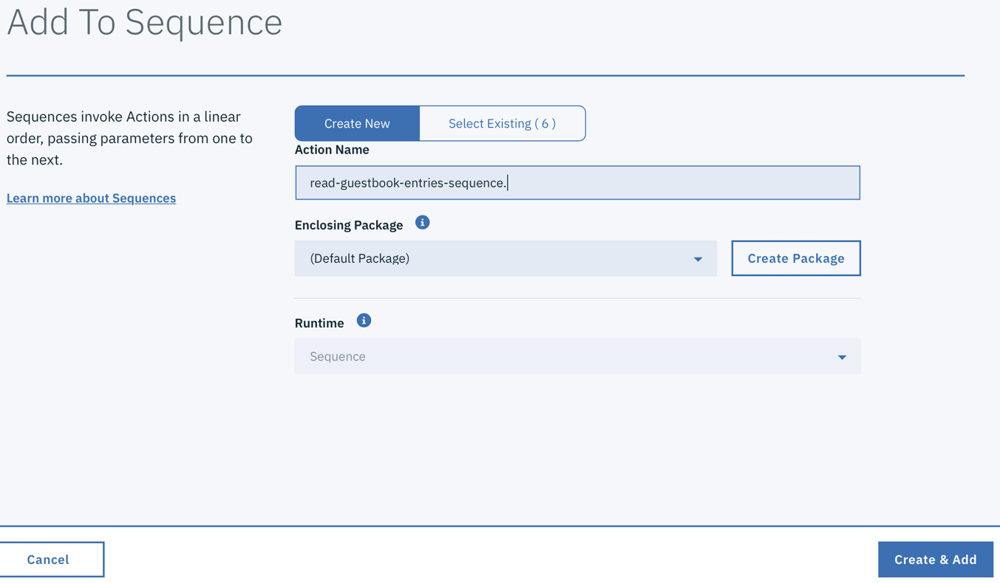 Add To Sequence
Sequences invoke Actions in a linear
order, passing parameters from one to
the next.
Learn more about Sequences
Create New
Select Existing ( 6 )
Action Name
read-guestbook-entries-sequence.
Enclosing Package
(Default Package)
Create Package
Runtime
Sequence
Cancel
Create & Add